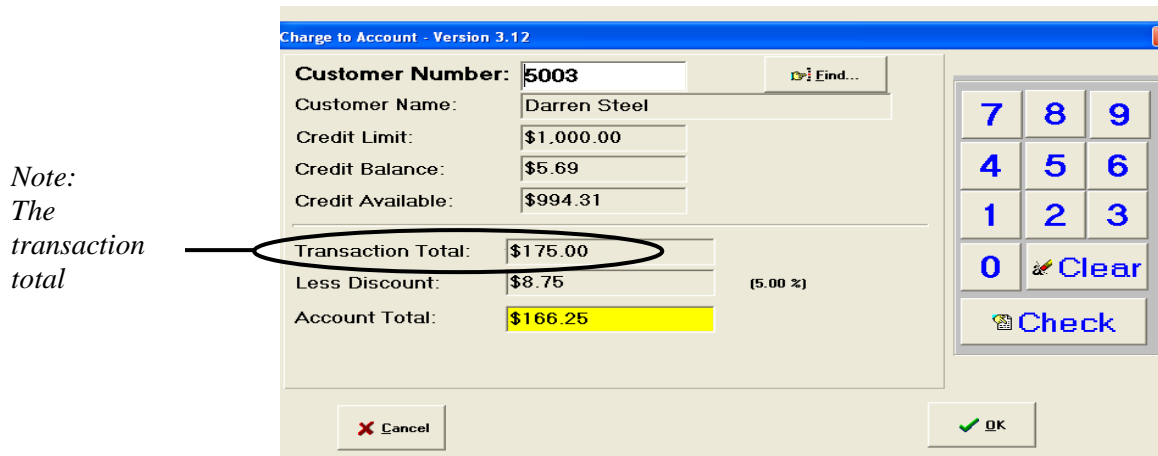 Charge to Account - Version 3.12
Customer Number: 5003 Find...
Customer Name: Darren Steel
Credit Limit: $1,000.00
Credit Balance: $5.69
Credit Available: $994.31
Note:
The
transaction
total
Transaction Total: $175.00
Less Discount: $8.75 (5.00 %)
Account Total: $166.25
7 8 9
4 5 6
1 2 3
0 Clear
Check
Cancel
OK